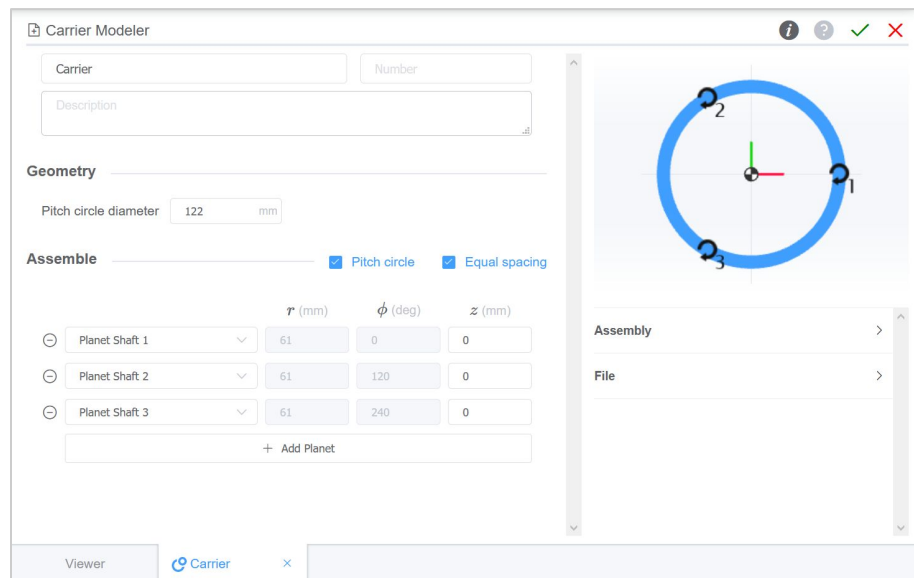 Carrier Modeler
i ?
Carrier Number
Description
Geometry
Pitch circle diameter 122 mm
Assemble Pitch circle Equal spacing
r (mm) ϕ (deg) z (mm)
Planet Shaft 1 61 0 0
Planet Shaft 2 61 120 0
Planet Shaft 3 61 240 0
+ Add Planet
2
1
3
Assembly
File
Viewer Carrier